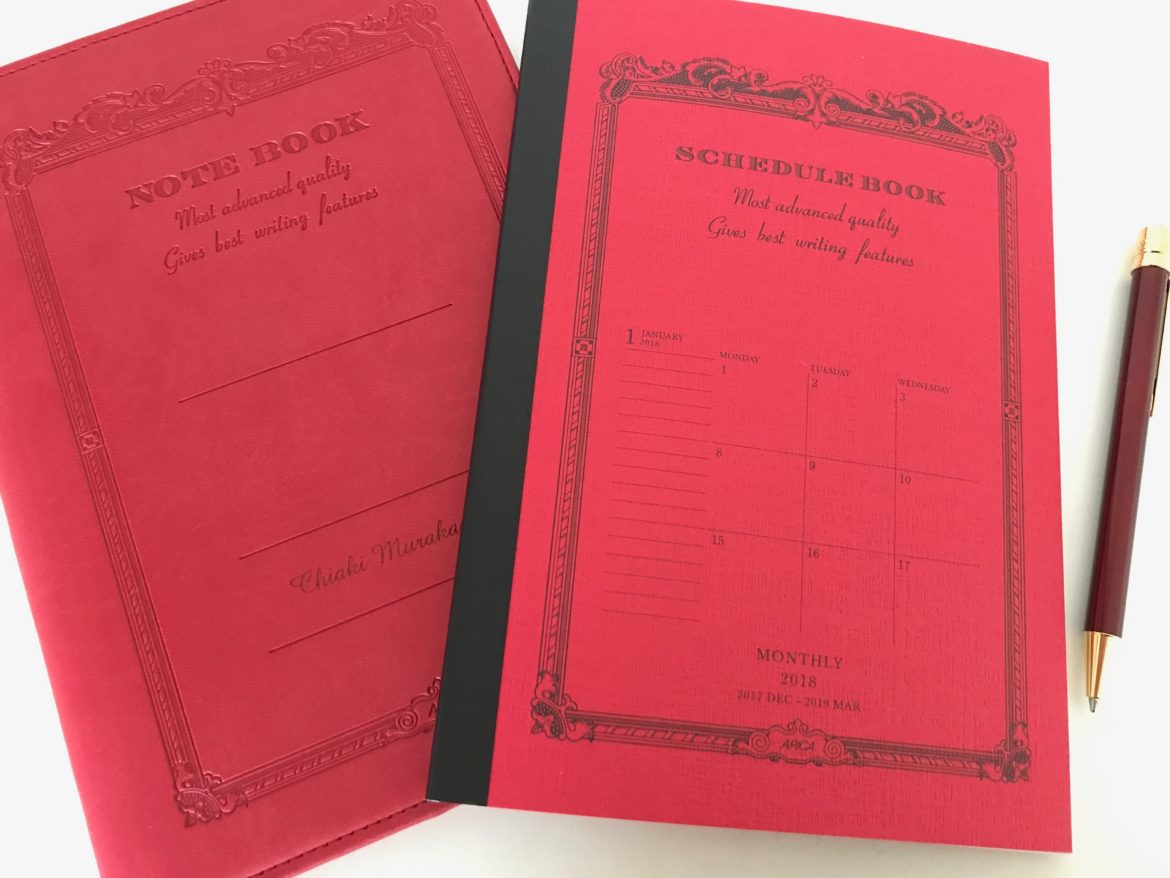 NOTE BOOK
Most advanced quality
Gives best writing features
Chiaki
SCHEDULE BOOK
Most advanced quality
Gives best writing features
1 JANUARY
2018
MONDAY TUESDAY WEDNESDAY
1 2 3
8 9 10
15 16 17
MONTHLY
2018
2017 DEC - 2019 MAR
APICA